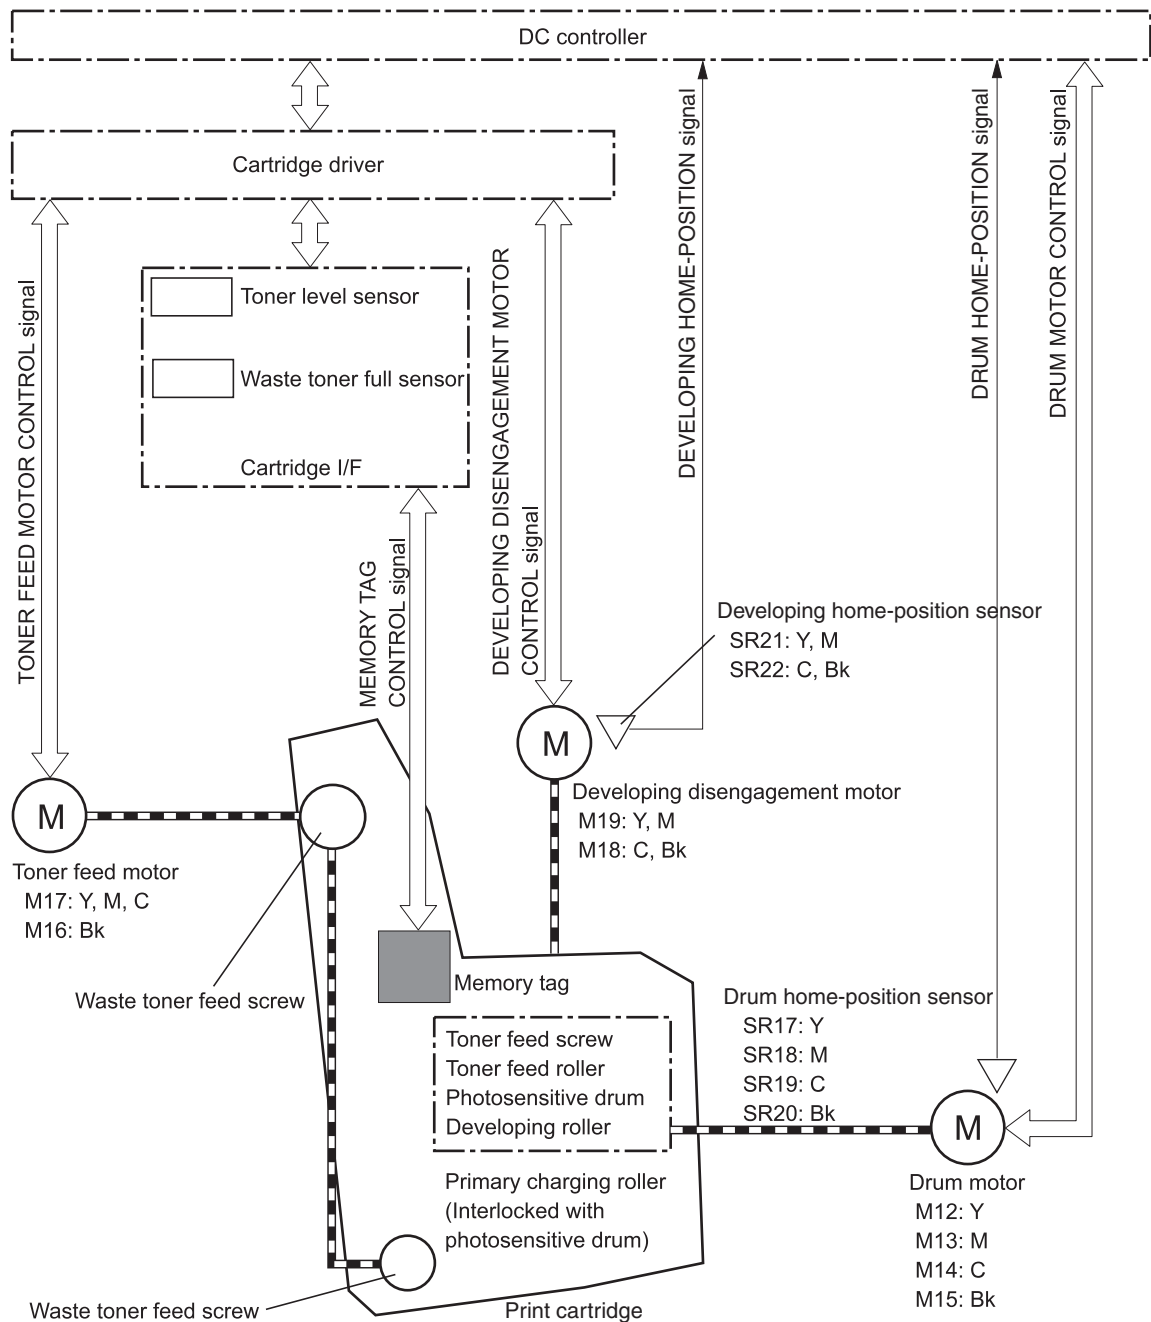 DC controller
Cartridge driver
Toner level sensor
Waste toner full sensor
Cartridge I/F
TONER FEED MOTOR CONTROL signal
MEMORY TAG
CONTROL signal
DEVELOPING DISENGAGEMENT MOTOR
CONTROL signal
DEVELOPING HOME-POSITION signal
DRUM HOME-POSITION signal
DRUM MOTOR CONTROL signal
Developing home-position sensor
SR21: Y, M
SR22: C, Bk
M
Developing disengagement motor
M19: Y, M
M18: C, Bk
M
Toner feed motor
M17: Y, M, C
M16: Bk
Waste toner feed screw
Memory tag
Toner feed screw
Toner feed roller
Photosensitive drum
Developing roller
Drum home-position sensor
SR17: Y
SR18: M
SR19: C
SR20: Bk
M
Drum motor
M12: Y
M13: M
M14: C
M15: Bk
Primary charging roller
(Interlocked with
photosensitive drum)
Waste toner feed screw
Print cartridge